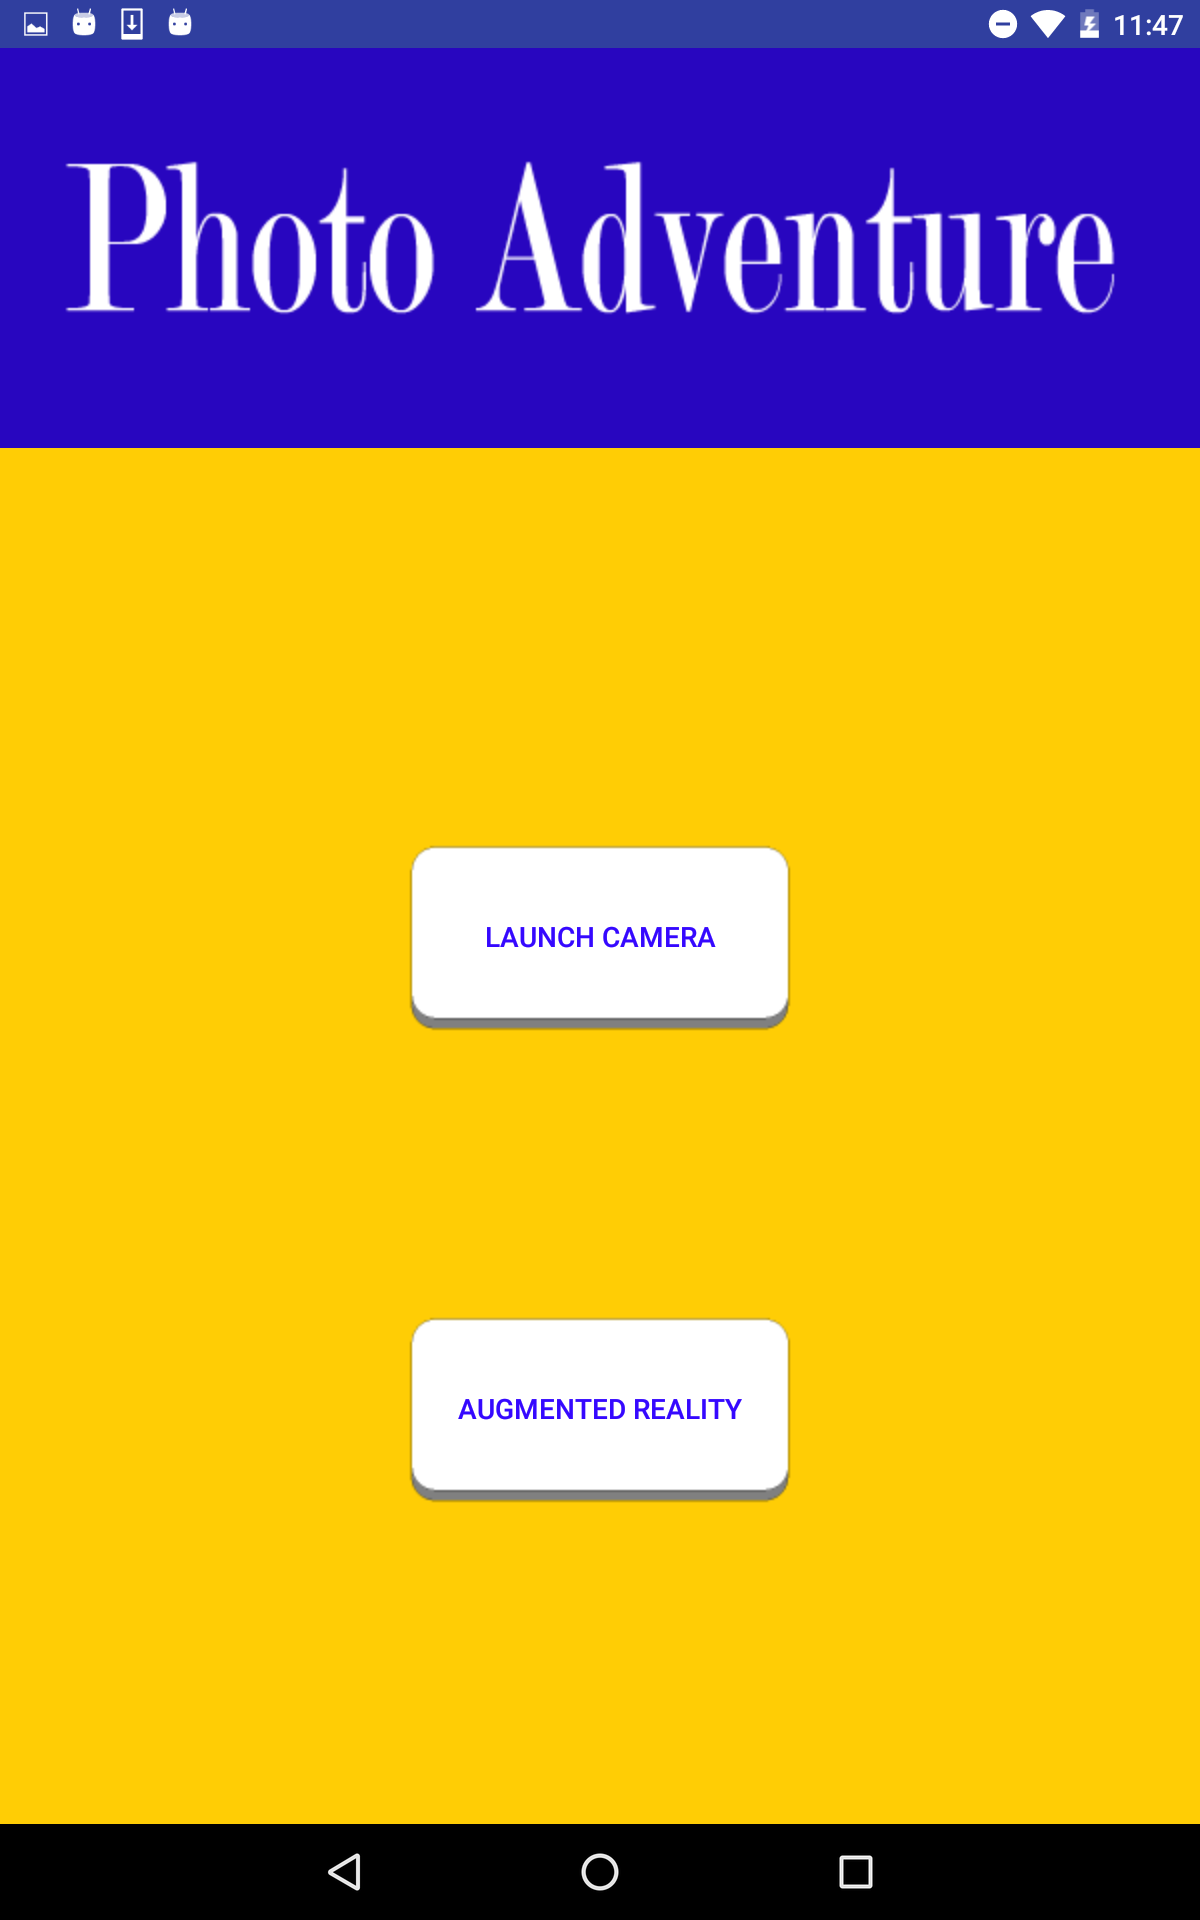 11:47
Photo Adventure
LAUNCH CAMERA
AUGMENTED REALITY